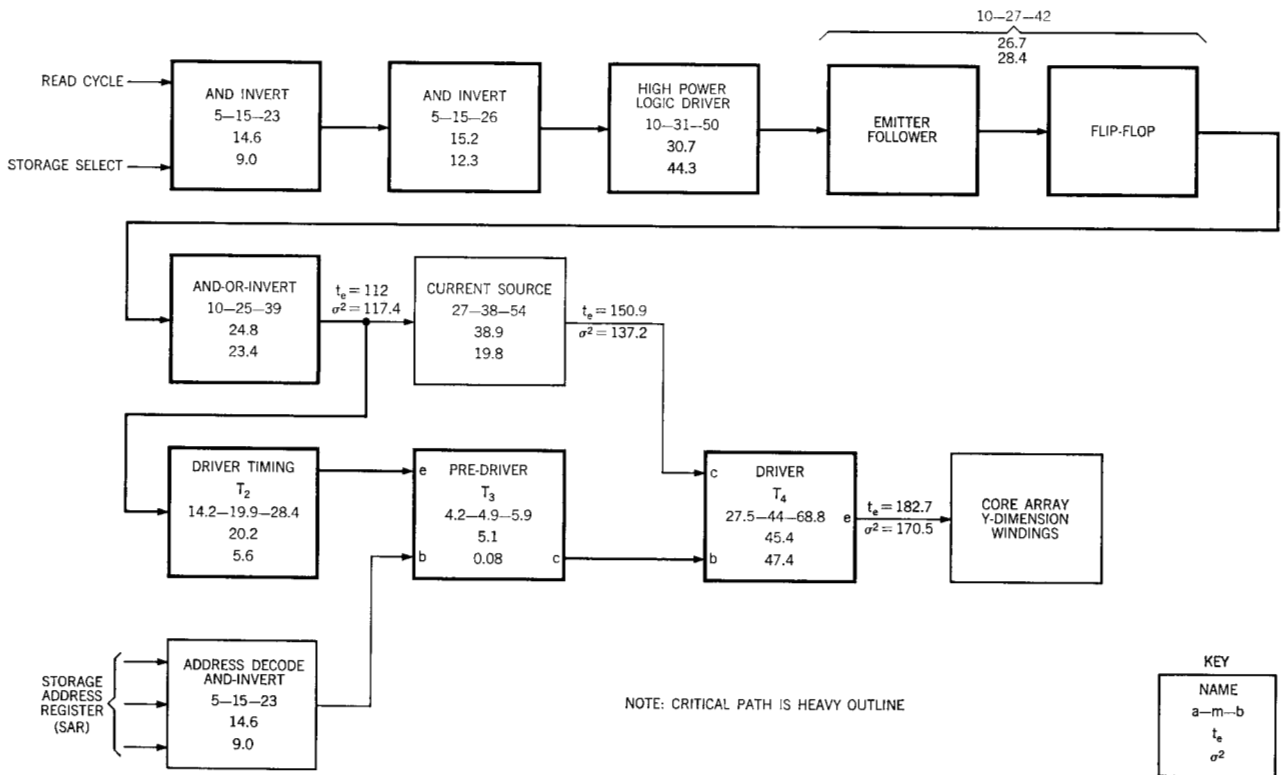 10—27—42
26.7
28.4
READ CYCLE
STORAGE SELECT
AND INVERT
5—15—23
14.6
9.0
AND INVERT
5—15—26
15.2
12.3
HIGH POWER
LOGIC DRIVER
10—31—50
30.7
44.3
EMITTER
FOLLOWER
FLIP-FLOP
AND-OR-INVERT
10—25—39
24.8
23.4
te = 112
σ² = 117.4
CURRENT SOURCE
27—38—54
38.9
19.8
te = 150.9
σ² = 137.2
DRIVER TIMING
T2
14.2—19.9—28.4
20.2
5.6
e
b
PRE-DRIVER
T3
4.2—4.9—5.9
5.1
0.08
c
c
b
DRIVER
T4
27.5—44—68.8
45.4
47.4
e
te = 182.7
σ² = 170.5
CORE ARRAY
Y-DIMENSION
WINDINGS
STORAGE
ADDRESS
REGISTER
(SAR)
ADDRESS DECODE
AND-INVERT
5—15—23
14.6
9.0
NOTE: CRITICAL PATH IS HEAVY OUTLINE
KEY
NAME
a—m—b
te
σ²